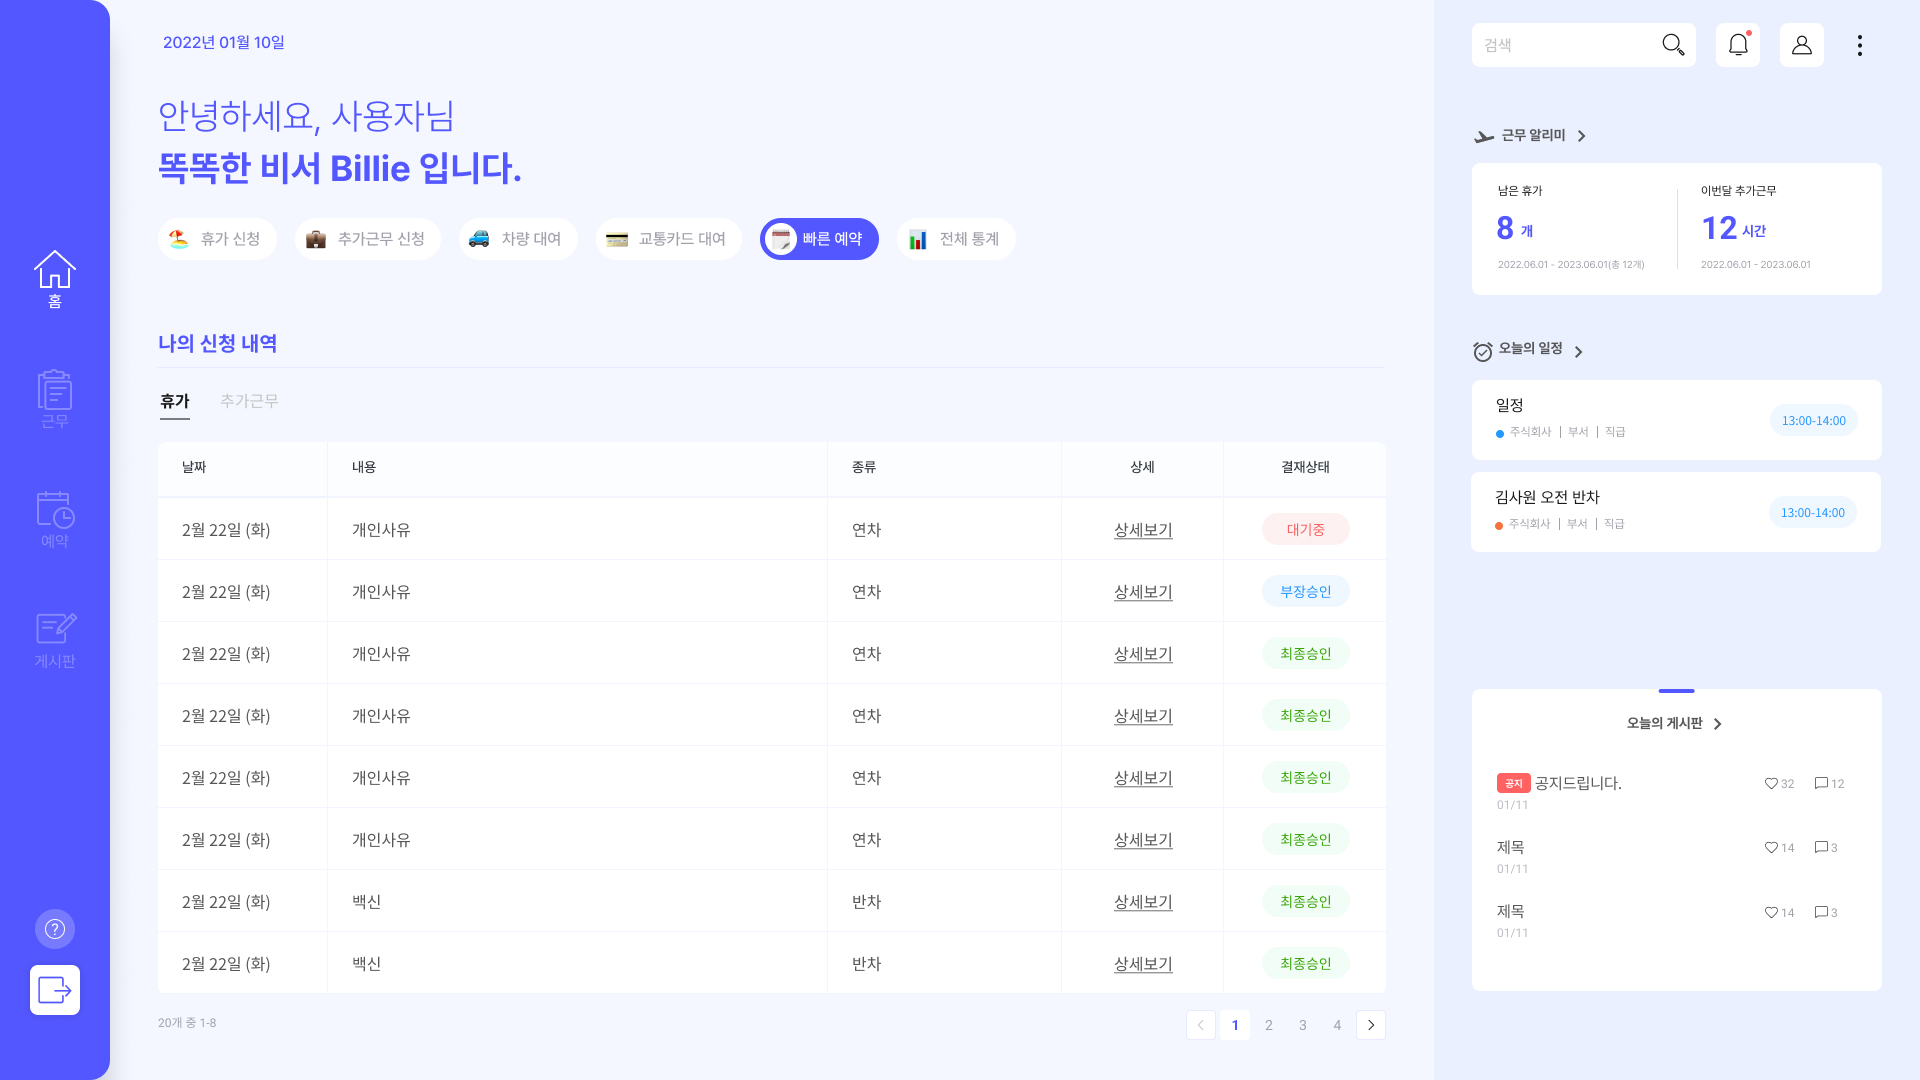 홈
근무
예약
게시판
?
2022년 01월 10일
안녕하세요, 사용자님
똑똑한 비서 Billie 입니다.
휴가 신청
추가근무 신청
차량 대여
교통카드 대여
빠른 예약
전체 통계
나의 신청 내역
휴가 추가근무
날짜 내용 종류 상세 결재상태
2월 22일 (화) 개인사유 연차 상세보기 대기중
2월 22일 (화) 개인사유 연차 상세보기 부장승인
2월 22일 (화) 개인사유 연차 상세보기 최종승인
2월 22일 (화) 개인사유 연차 상세보기 최종승인
2월 22일 (화) 개인사유 연차 상세보기 최종승인
2월 22일 (화) 개인사유 연차 상세보기 최종승인
2월 22일 (화) 백신 반차 상세보기 최종승인
2월 22일 (화) 백신 반차 상세보기 최종승인
20개 중 1-8
1 2 3 4
검색
근무 알리미
남은 휴가
8 개
2022.06.01 - 2023.06.01(총 12개)
이번달 추가근무
12 시간
2022.06.01 - 2023.06.01
오늘의 일정
일정
주식회사 | 부서 | 직급
13:00-14:00
김사원 오전 반차
주식회사 | 부서 | 직급
13:00-14:00
오늘의 게시판
공지 공지드립니다. 32 12
01/11
제목 14 3
01/11
제목 14 3
01/11